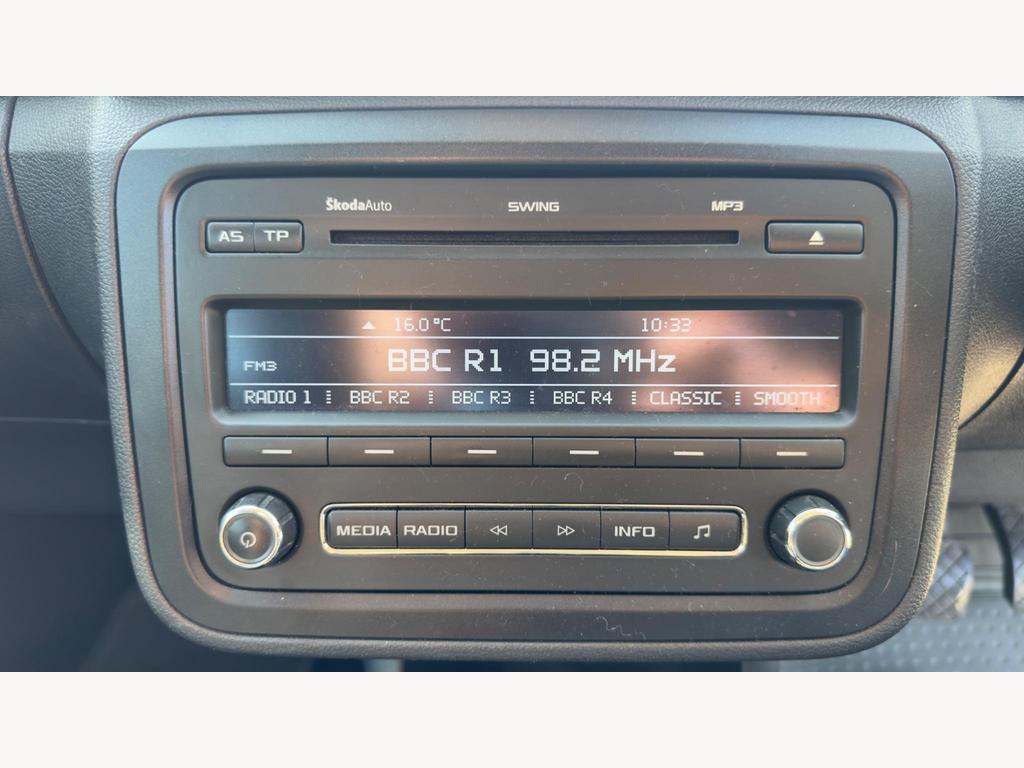 ŠkodaAuto SWING MP3
AS TP
16.0°C 10:33
FM3 BBC R1 98.2 MHz
RADIO 1 BBC R2 BBC R3 BBC R4 CLASSIC SMOOTH
MEDIA RADIO INFO